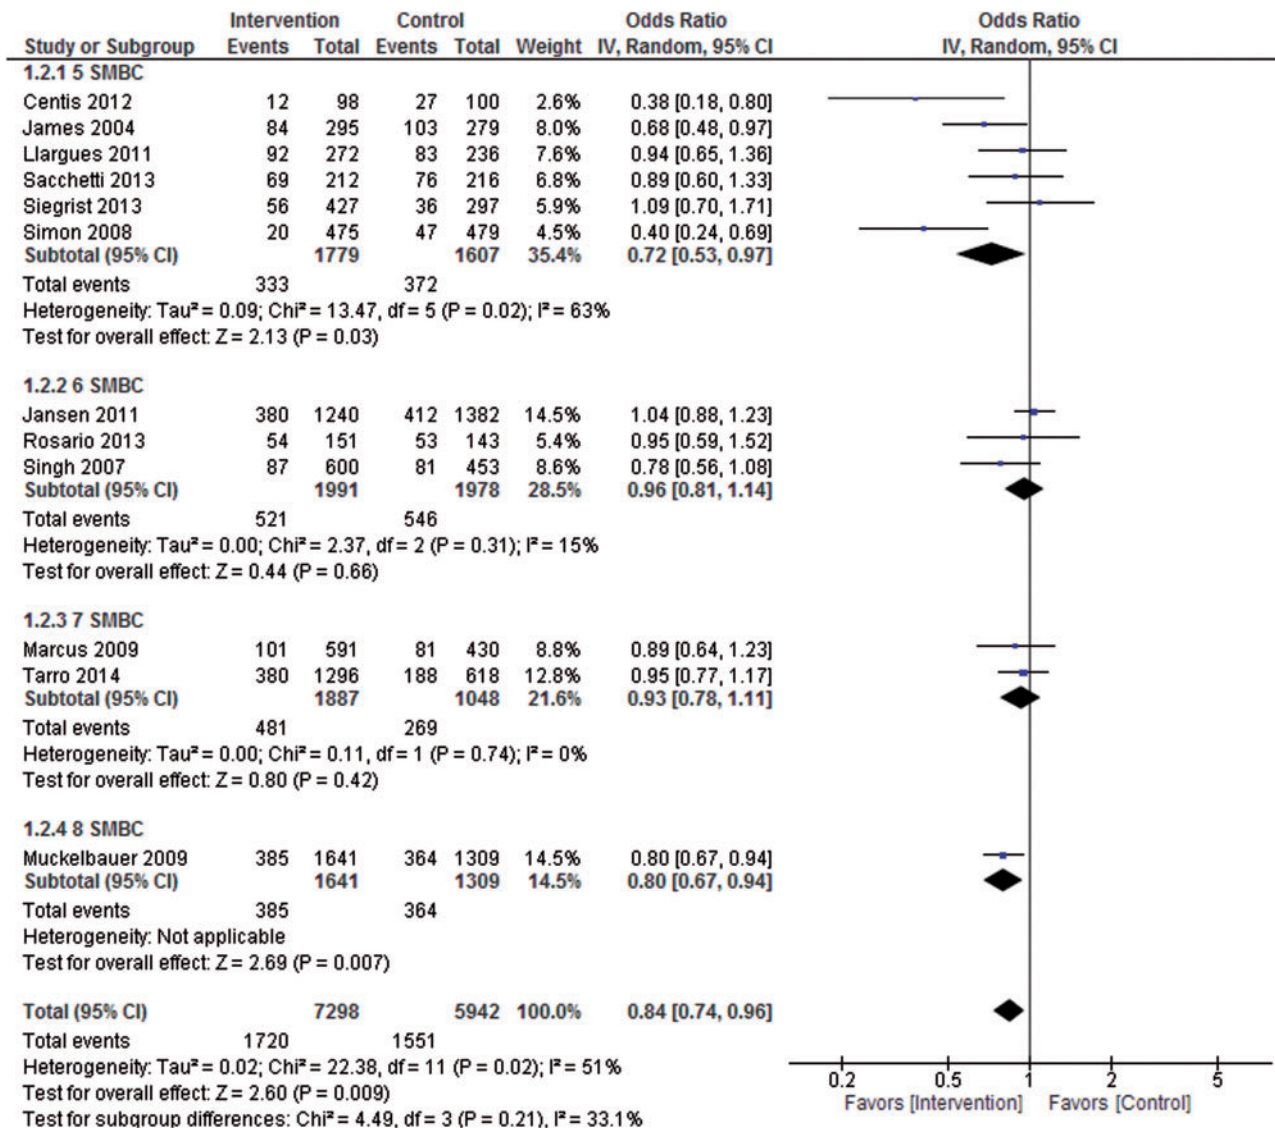 Intervention Control Odds Ratio Odds Ratio
Study or Subgroup Events Total Events Total Weight IV, Random, 95% CI IV, Random, 95% CI
1.2.1 5 SMBC
Centis 2012 12 98 27 100 2.6% 0.38 [0.18, 0.80]
James 2004 84 295 103 279 8.0% 0.68 [0.48, 0.97]
Llargues 2011 92 272 83 236 7.6% 0.94 [0.65, 1.36]
Sacchetti 2013 69 212 76 216 6.8% 0.89 [0.60, 1.33]
Siegrist 2013 56 427 36 297 5.9% 1.09 [0.70, 1.71]
Simon 2008 20 475 47 479 4.5% 0.40 [0.24, 0.69]
Subtotal (95% CI) 1779 1607 35.4% 0.72 [0.53, 0.97]
Total events 333 372
Heterogeneity: Tau² = 0.09; Chi² = 13.47, df = 5 (P = 0.02); I² = 63%
Test for overall effect: Z = 2.13 (P = 0.03)
1.2.2 6 SMBC
Jansen 2011 380 1240 412 1382 14.5% 1.04 [0.88, 1.23]
Rosario 2013 54 151 53 143 5.4% 0.95 [0.59, 1.52]
Singh 2007 87 600 81 453 8.6% 0.78 [0.56, 1.08]
Subtotal (95% CI) 1991 1978 28.5% 0.96 [0.81, 1.14]
Total events 521 546
Heterogeneity: Tau² = 0.00; Chi² = 2.37, df = 2 (P = 0.31); I² = 15%
Test for overall effect: Z = 0.44 (P = 0.66)
1.2.3 7 SMBC
Marcus 2009 101 591 81 430 8.8% 0.89 [0.64, 1.23]
Tarro 2014 380 1296 188 618 12.8% 0.95 [0.77, 1.17]
Subtotal (95% CI) 1887 1048 21.6% 0.93 [0.78, 1.11]
Total events 481 269
Heterogeneity: Tau² = 0.00; Chi² = 0.11, df = 1 (P = 0.74); I² = 0%
Test for overall effect: Z = 0.80 (P = 0.42)
1.2.4 8 SMBC
Muckelbauer 2009 385 1641 364 1309 14.5% 0.80 [0.67, 0.94]
Subtotal (95% CI) 1641 1309 14.5% 0.80 [0.67, 0.94]
Total events 385 364
Heterogeneity: Not applicable
Test for overall effect: Z = 2.69 (P = 0.007)
Total (95% CI) 7298 5942 100.0% 0.84 [0.74, 0.96]
Total events 1720 1551
Heterogeneity: Tau² = 0.02; Chi² = 22.38, df = 11 (P = 0.02); I² = 51%
Test for overall effect: Z = 2.60 (P = 0.009)
Test for subgroup differences: Chi² = 4.49, df = 3 (P = 0.21), I² = 33.1%
0.2 0.5 1 2 5
Favors [Intervention] Favors [Control]